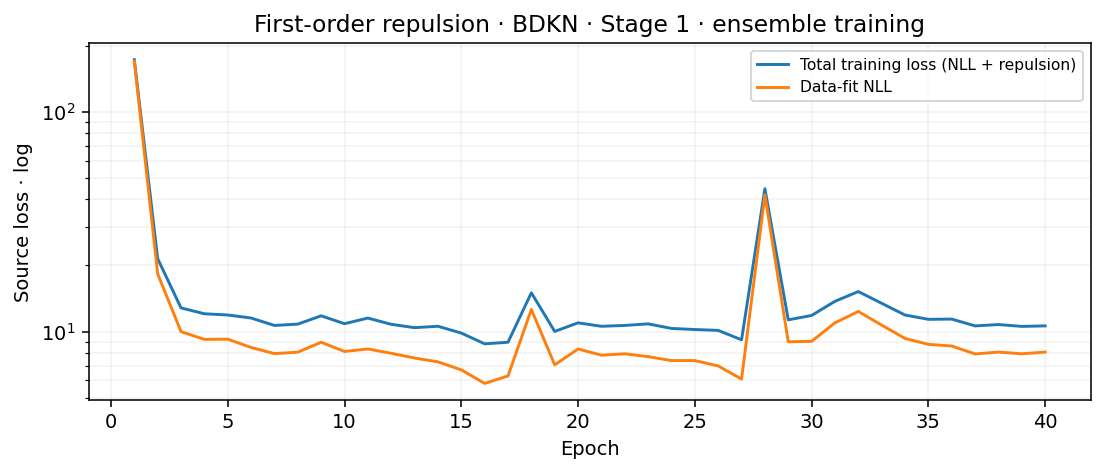 First-order repulsion · BDKN · Stage 1 · ensemble training
Total training loss (NLL + repulsion)
Data-fit NLL
Source loss · log
10²
10¹
0 5 10 15 20 25 30 35 40
Epoch